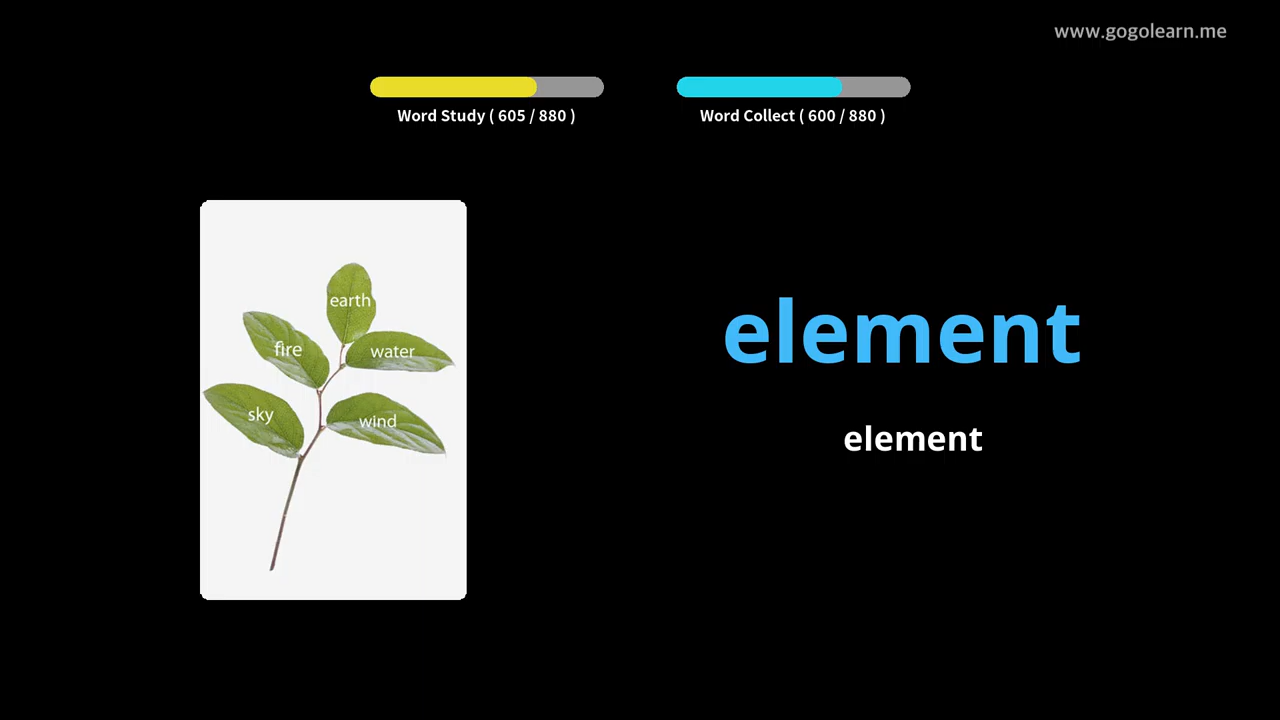 www.gogolearn.me
Word Study ( 605 / 880 )
Word Collect ( 600 / 880 )
earth
fire
water
sky
wind
element
element